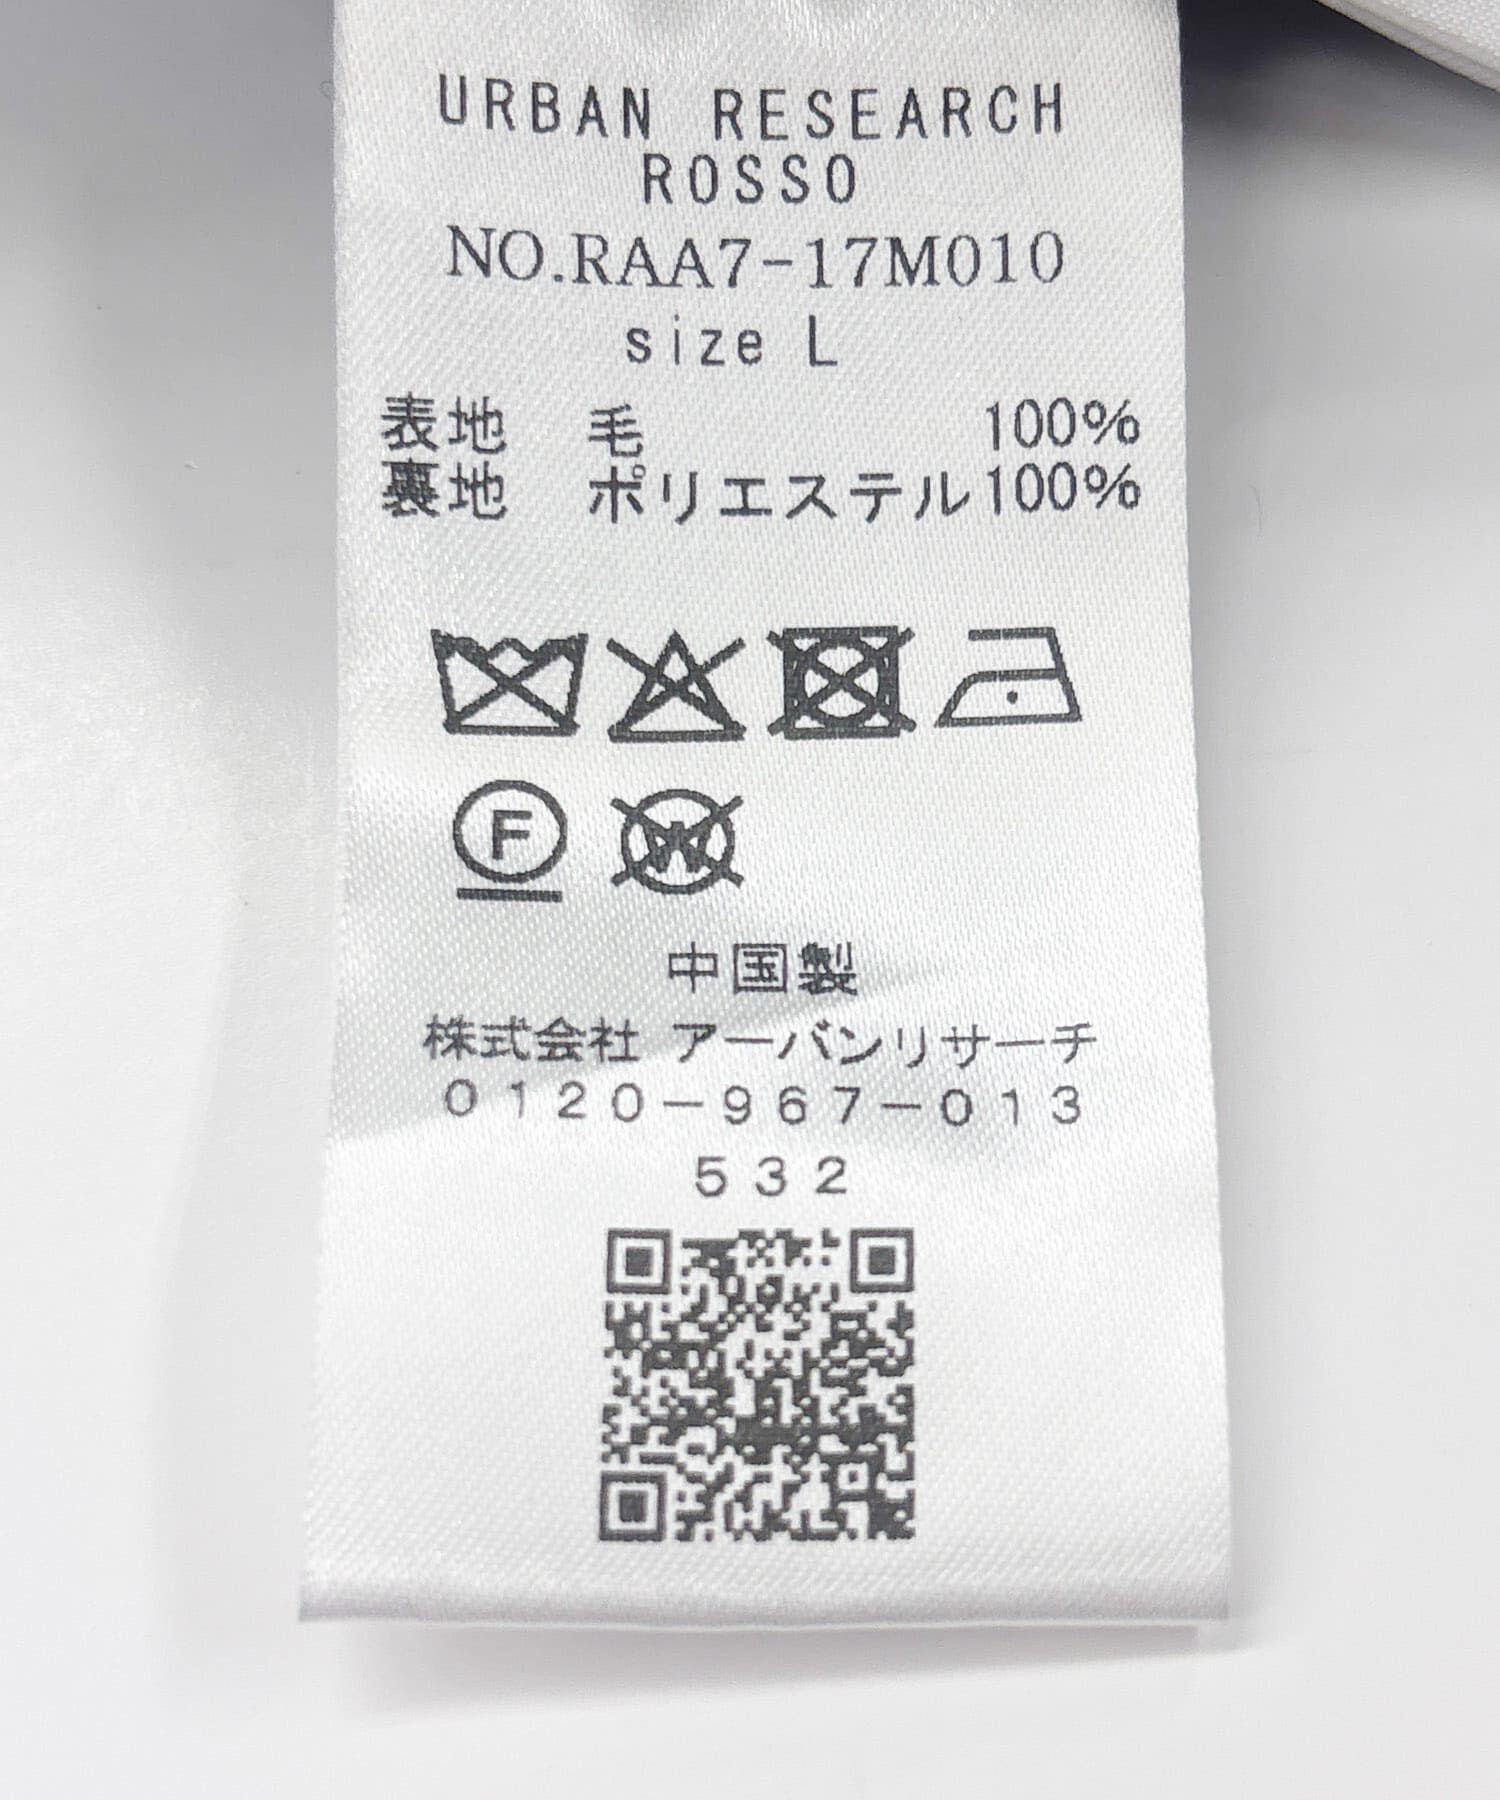 URBAN RESEARCH
ROSSO
NO.RAA7-17M010
size L
表地 毛 100%
裏地 ポリエステル100%
F W
中国製
株式会社 アーバンリサーチ
0120-967-013
532